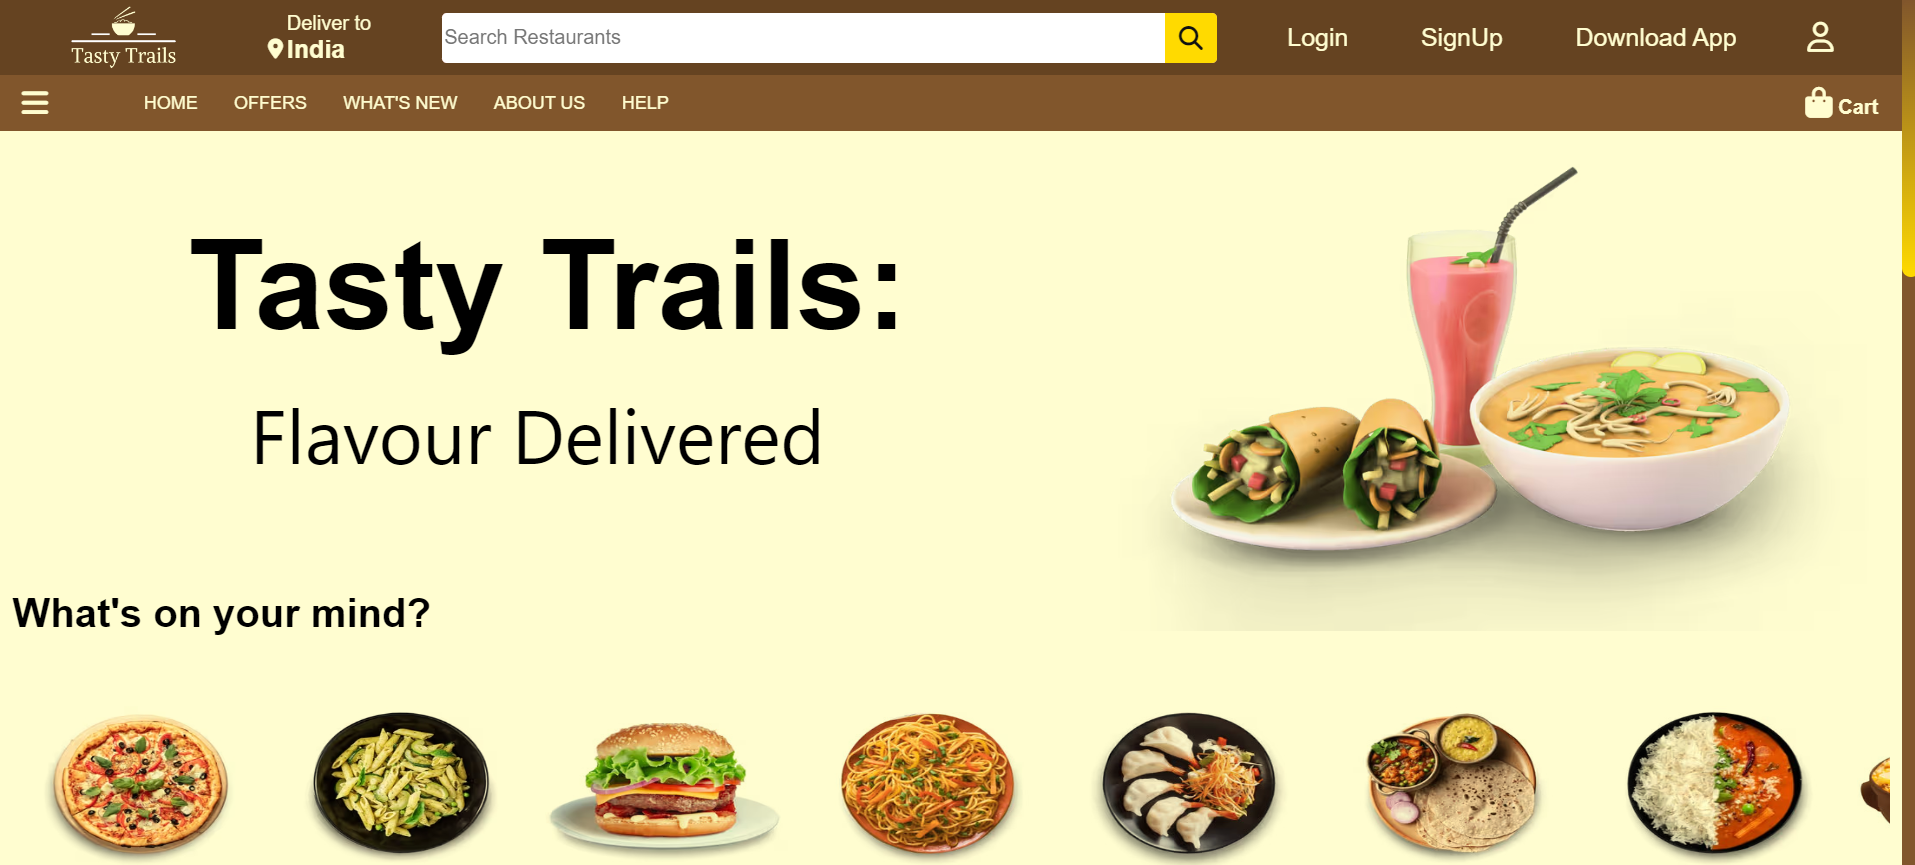 Tasty Trails
Deliver to
India
Search Restaurants
Login
SignUp
Download App
HOME
OFFERS
WHAT'S NEW
ABOUT US
HELP
Cart
Tasty Trails:
Flavour Delivered
What's on your mind?